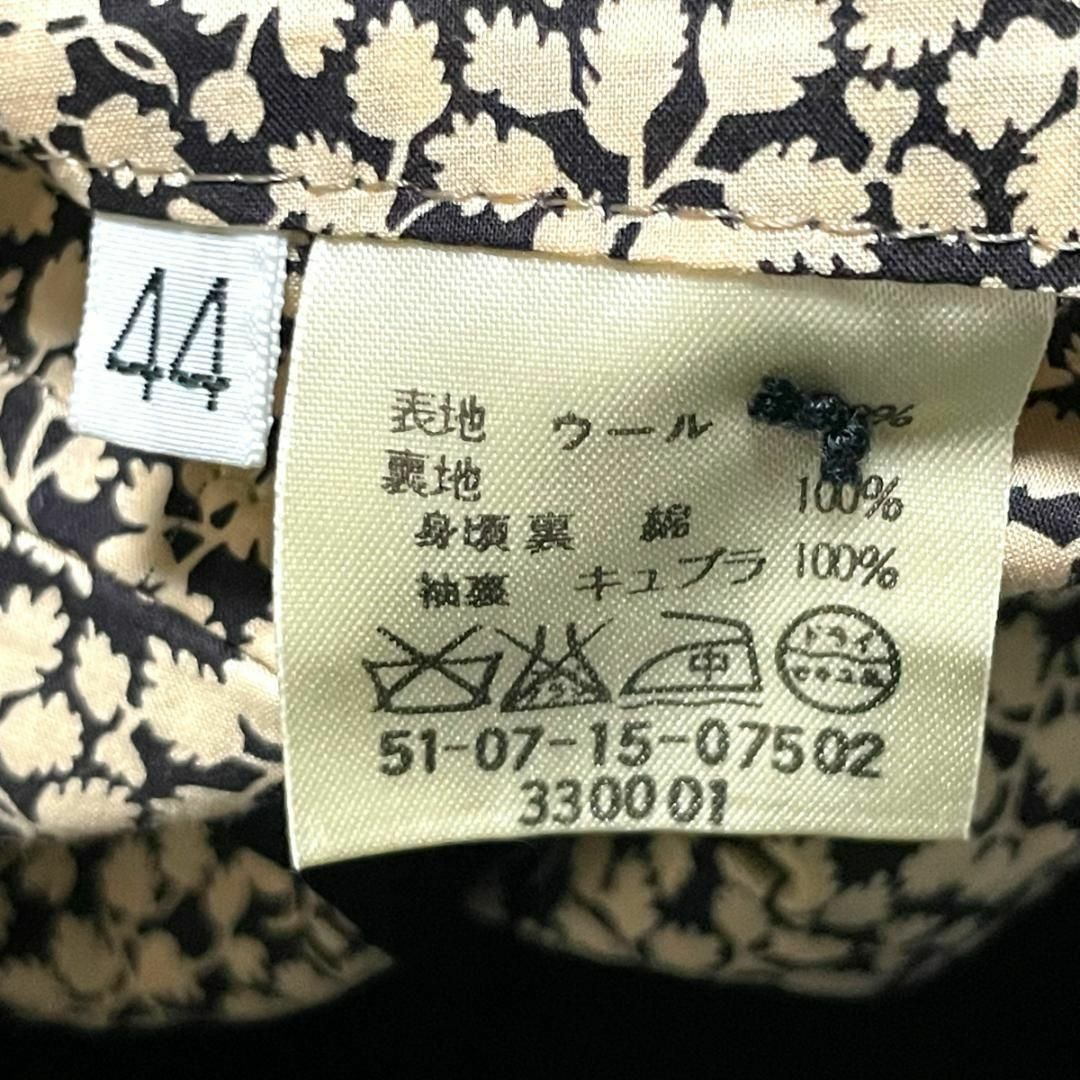 44
表地 ウール
裏地 100%
身頃裏 綿
袖裏 キュプラ 100%
中
ドライ
51-07-15-07502
330001